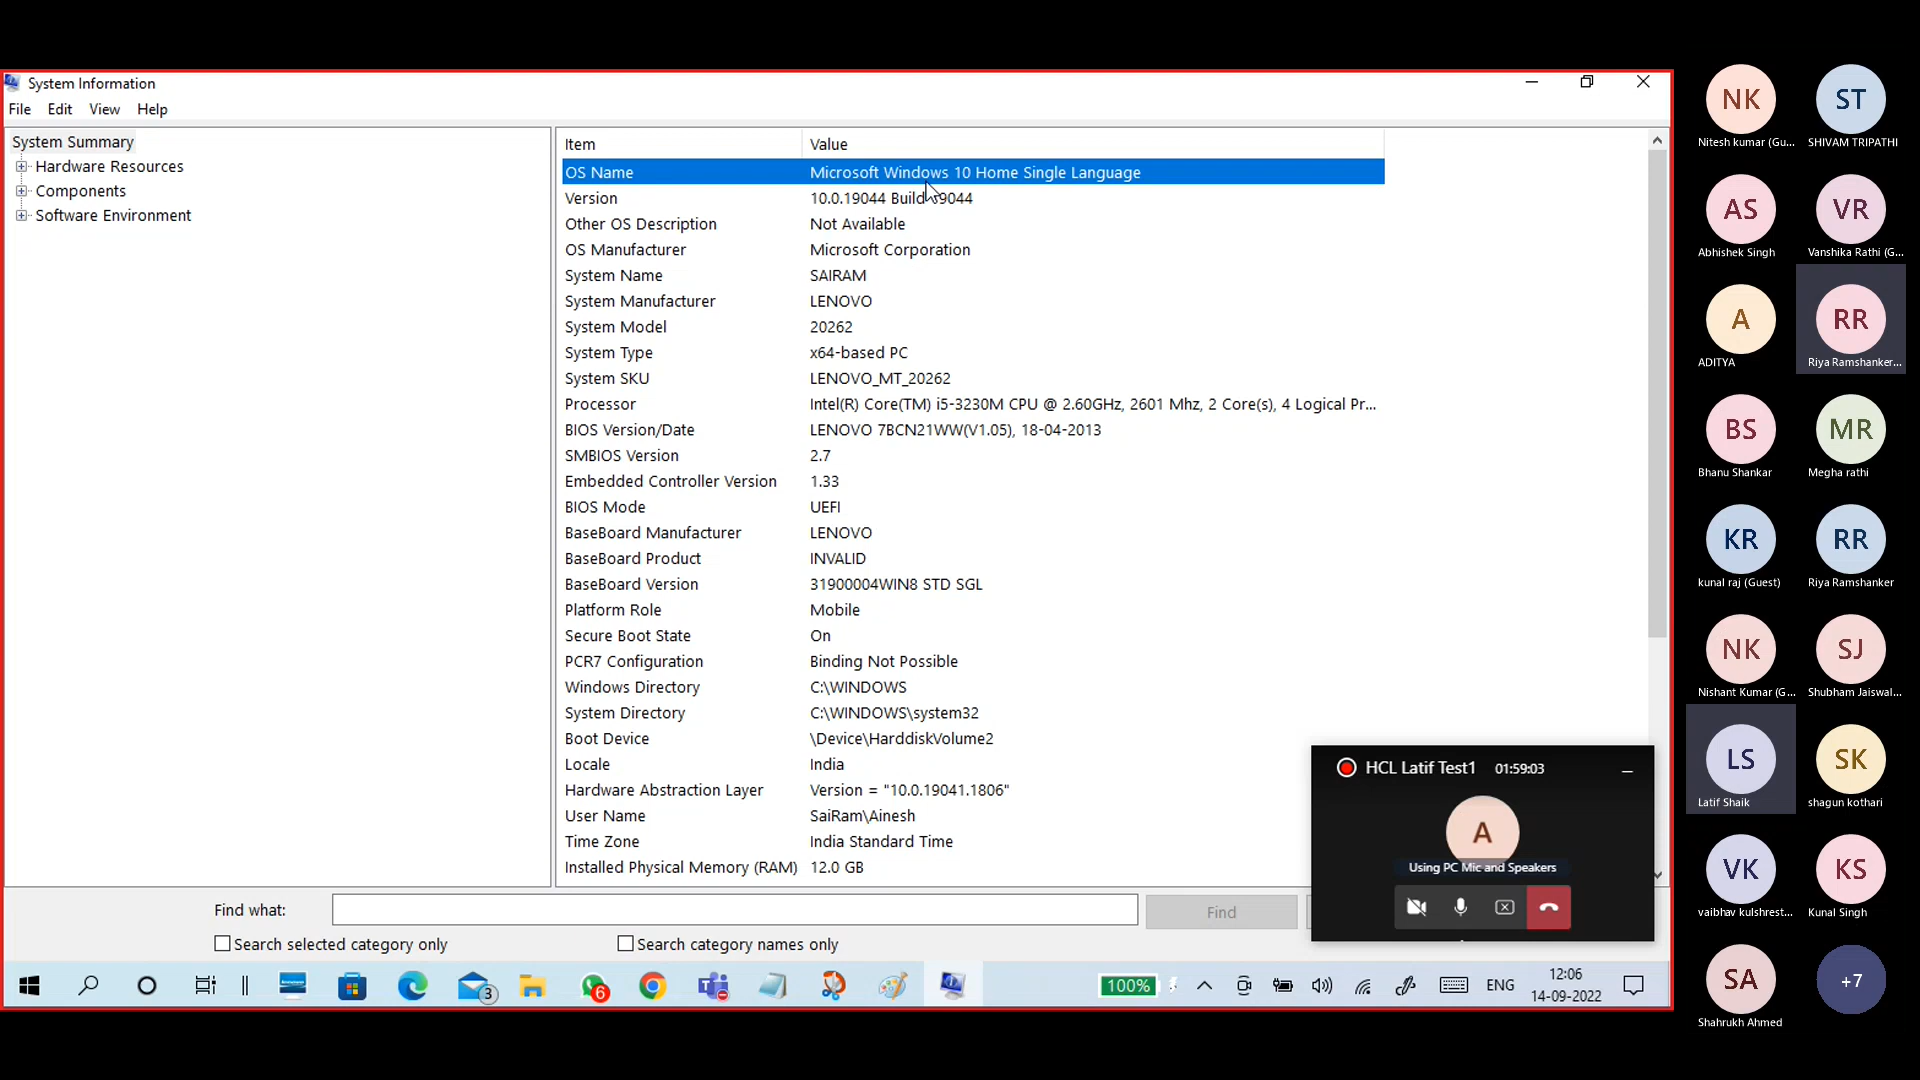 System Information
File Edit View Help
System Summary
Hardware Resources
Components
Software Environment
Item Value
OS Name Microsoft Windows 10 Home Single Language
Version 10.0.19044 Build 19044
Other OS Description Not Available
OS Manufacturer Microsoft Corporation
System Name SAIRAM
System Manufacturer LENOVO
System Model 20262
System Type x64-based PC
System SKU LENOVO_MT_20262
Processor Intel(R) Core(TM) i5-3230M CPU @ 2.60GHz, 2601 Mhz, 2 Core(s), 4 Logical Pr...
BIOS Version/Date LENOVO 7BCN21WW(V1.05), 18-04-2013
SMBIOS Version 2.7
Embedded Controller Version 1.33
BIOS Mode UEFI
BaseBoard Manufacturer LENOVO
BaseBoard Product INVALID
BaseBoard Version 31900004WIN8 STD SGL
Platform Role Mobile
Secure Boot State On
PCR7 Configuration Binding Not Possible
Windows Directory C:\WINDOWS
System Directory C:\WINDOWS\system32
Boot Device \Device\HarddiskVolume2
Locale India
Hardware Abstraction Layer Version = "10.0.19041.1806"
User Name SaiRam\Ainesh
Time Zone India Standard Time
Installed Physical Memory (RAM) 12.0 GB
Find what: Find
Search selected category only Search category names only
HCL Latif Test1 01:59:03
A
Using PC Mic and Speakers
3 6 100% ENG 12:06
14-09-2022
NK ST
Nitesh kumar (Gu... SHIVAM TRIPATHI
AS VR
Abhishek Singh Vanshika Rathi (G...
A RR
ADITYA Riya Ramshanker...
BS MR
Bhanu Shankar Megha rathi
KR RR
kunal raj (Guest) Riya Ramshanker
NK SJ
Nishant Kumar (G... Shubham Jaiswal...
LS SK
Latif Shaik shagun kothari
VK KS
vaibhav kulshrest... Kunal Singh
SA +7
Shahrukh Ahmed